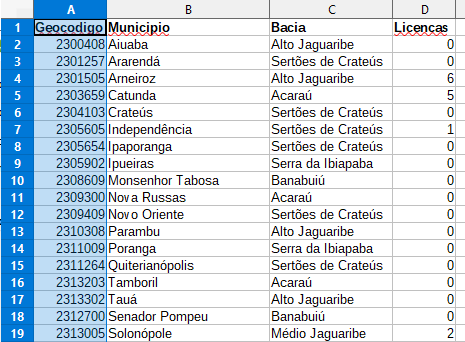 A B C D
1 Geocodigo Municipio Bacia Licencas
2 2300408 Aiuaba Alto Jaguaribe 0
3 2301257 Ararendá Sertões de Crateús 0
4 2301505 Arneiroz Alto Jaguaribe 6
5 2303659 Catunda Acaraú 5
6 2304103 Crateús Sertões de Crateús 0
7 2305605 Independência Sertões de Crateús 1
8 2305654 Ipaporanga Sertões de Crateús 0
9 2305902 Ipueiras Serra da Ibiapaba 0
10 2308609 Monsenhor Tabosa Banabuiú 0
11 2309300 Nova Russas Acaraú 0
12 2309409 Novo Oriente Sertões de Crateús 0
13 2310308 Parambu Alto Jaguaribe 0
14 2311009 Poranga Serra da Ibiapaba 0
15 2311264 Quiterianópolis Sertões de Crateús 0
16 2313203 Tamboril Acaraú 0
17 2313302 Tauá Alto Jaguaribe 0
18 2312700 Senador Pompeu Banabuiú 0
19 2313005 Solonópole Médio Jaguaribe 2